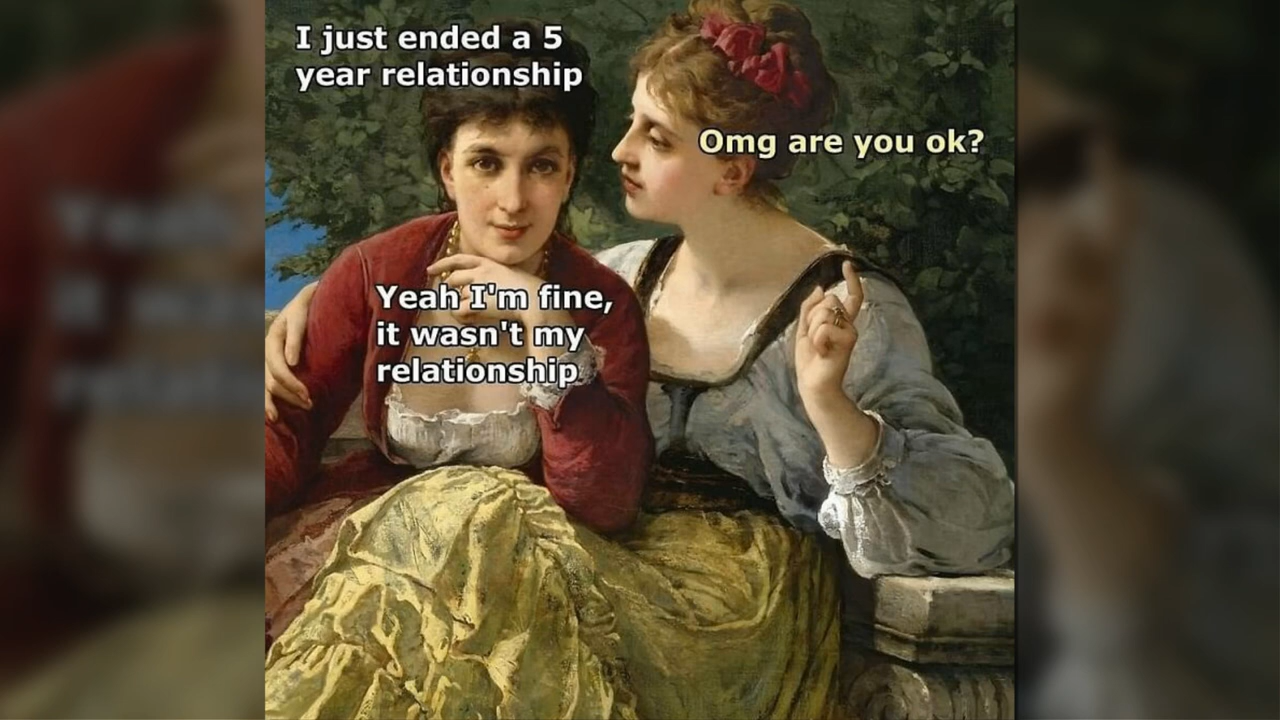 I just ended a 5
year relationship
Omg are you ok?
Yeah I'm fine,
it wasn't my
relationship